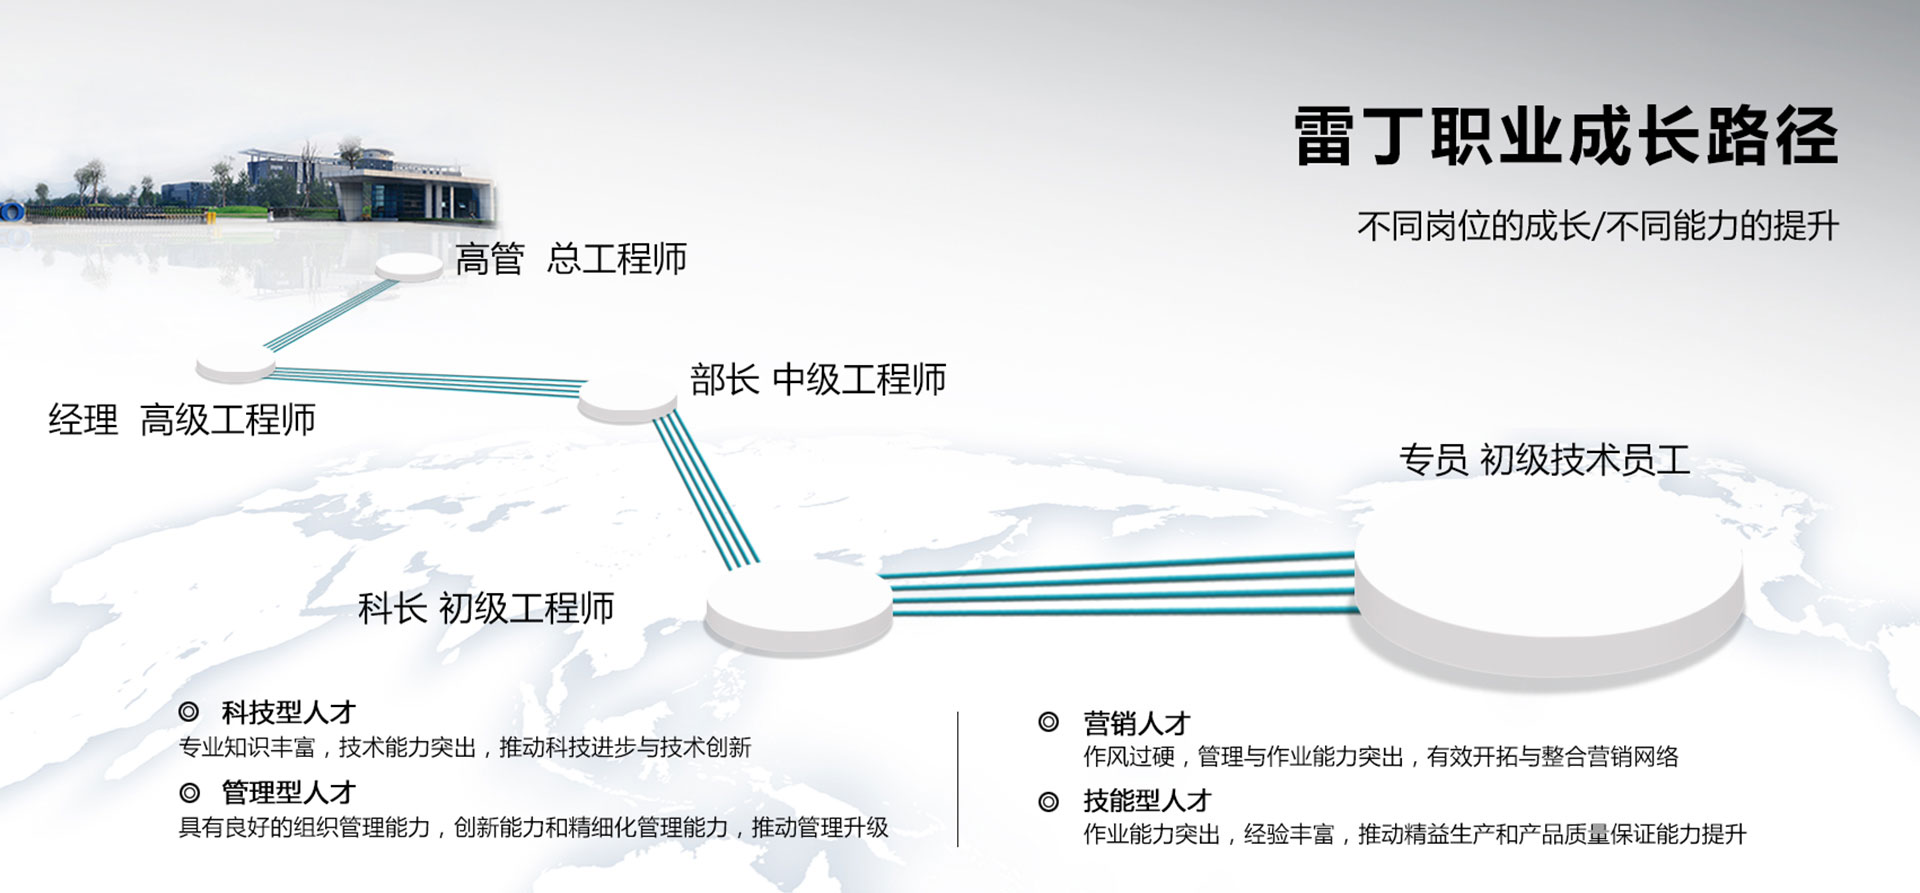 雷丁职业成长路径
不同岗位的成长/不同能力的提升
高管 总工程师
部长 中级工程师
经理 高级工程师
专员 初级技术员工
科长 初级工程师
科技型人才
专业知识丰富，技术能力突出，推动科技进步与技术创新
管理型人才
具有良好的组织管理能力，创新能力和精细化管理能力，推动管理升级
营销人才
作风过硬，管理与作业能力突出，有效开拓与整合营销网络
技能型人才
作业能力突出，经验丰富，推动精益生产和产品质量保证能力提升